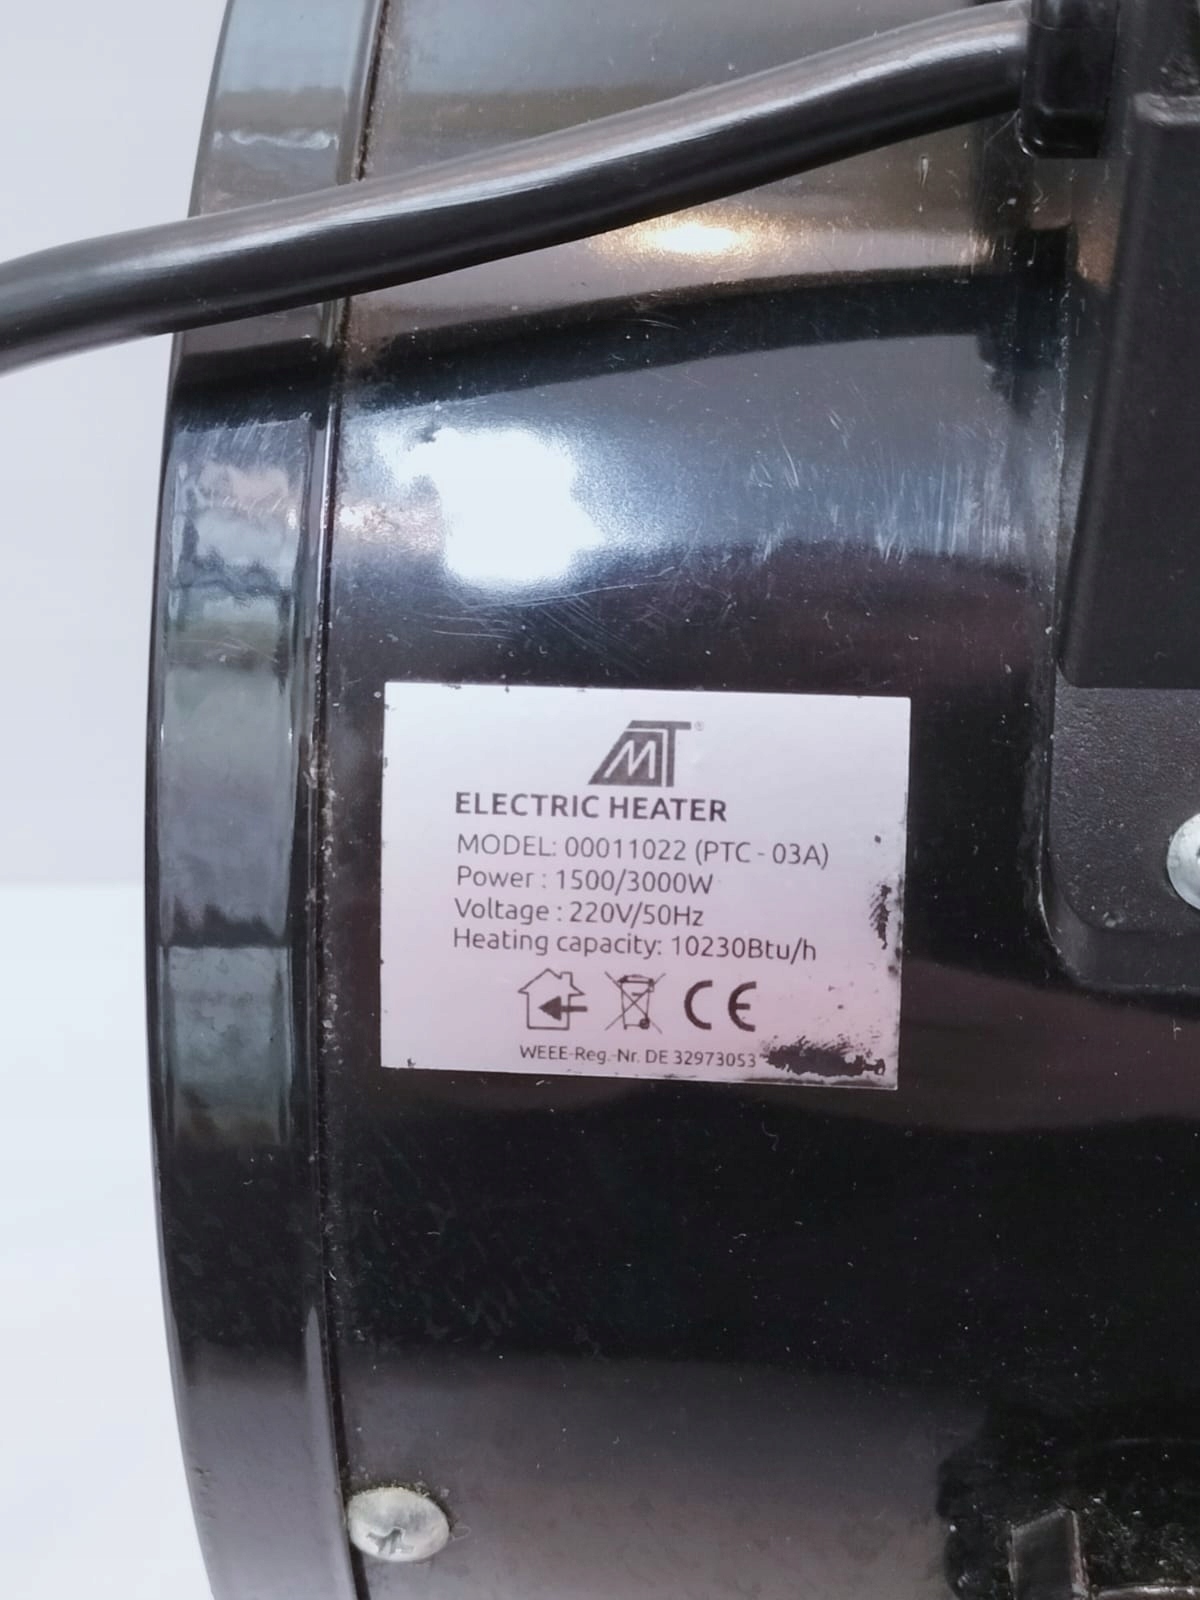 MT®
ELECTRIC HEATER
MODEL: 00011022 (PTC - 03A)
Power : 1500/3000W
Voltage : 220V/50Hz
Heating capacity: 10230Btu/h
CE
WEEE-Reg.-Nr. DE 32973053